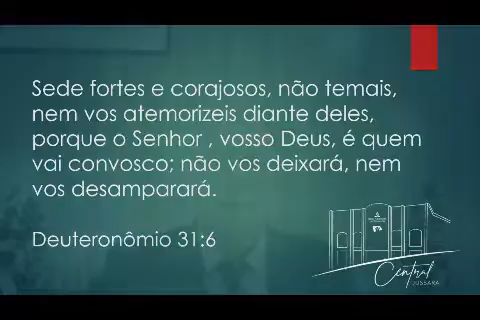 Sede fortes e corajosos, não temais,
nem vos atemorizeis diante deles,
porque o Senhor , vosso Deus, é quem
vai convosco; não vos deixará, nem
vos desamparará.
Deuteronômio 31:6
Central
JUSSARA